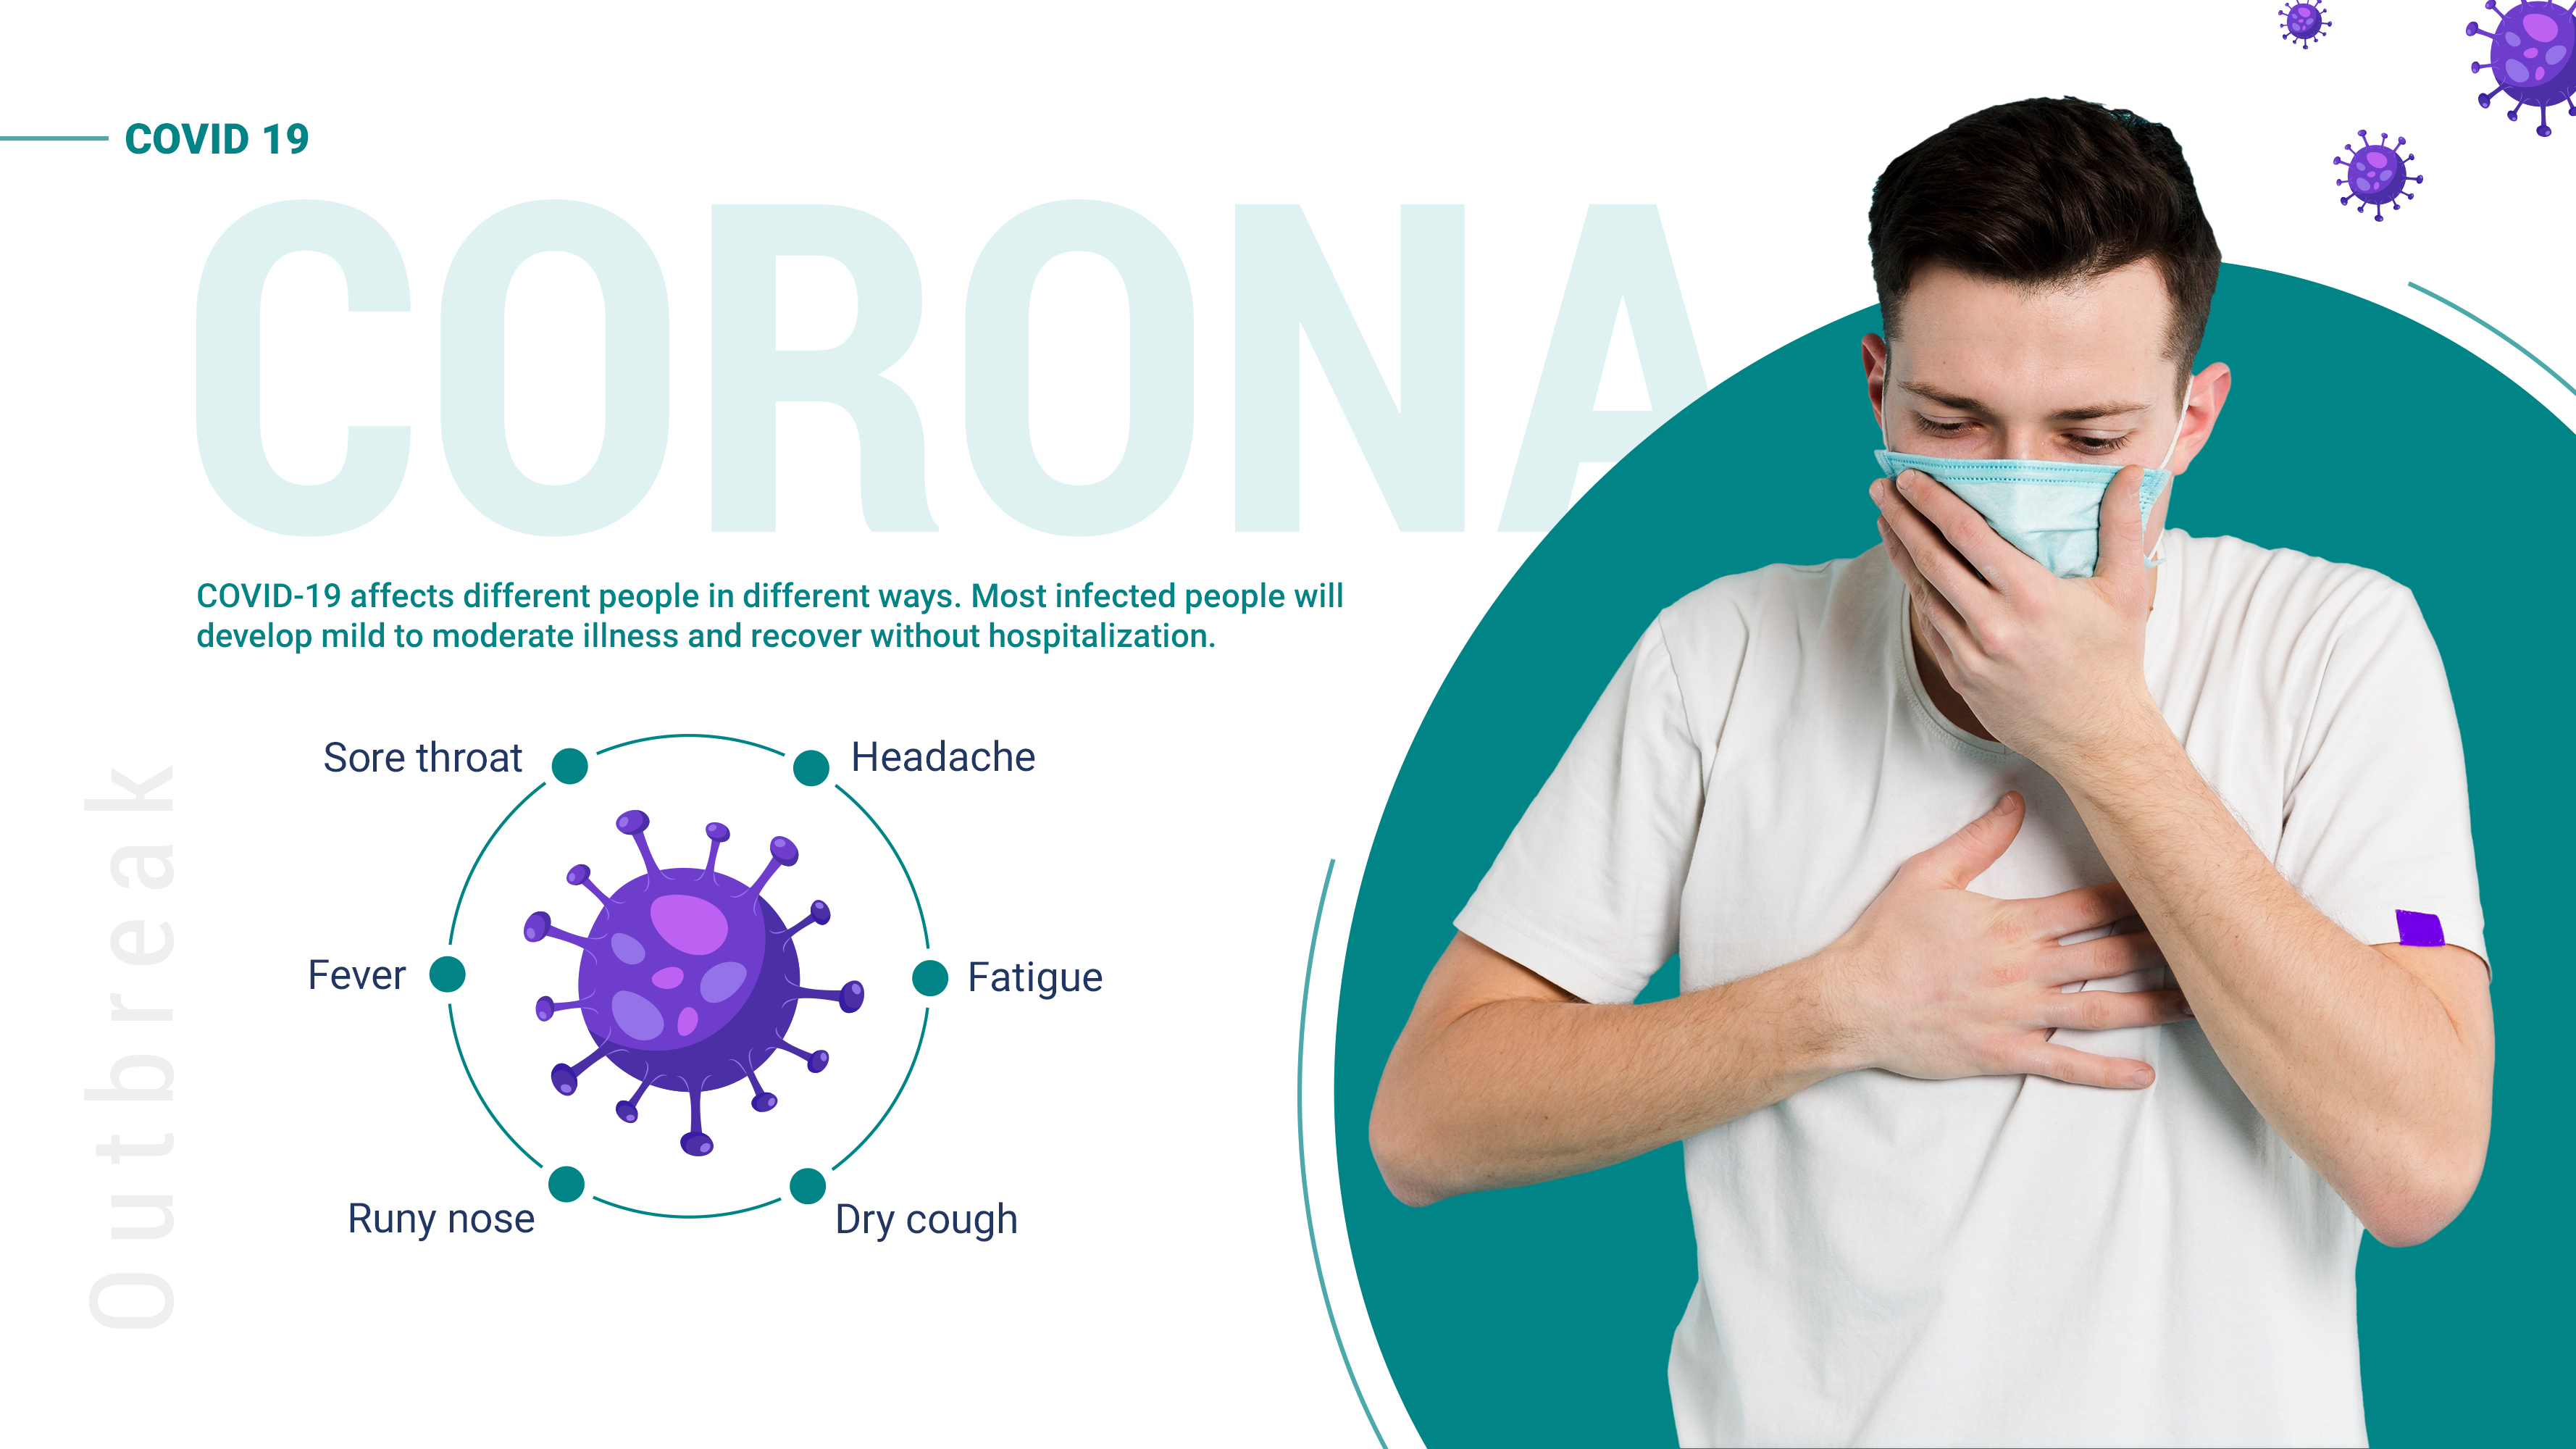 COVID 19
CORONA
COVID-19 affects different people in different ways. Most infected people will
develop mild to moderate illness and recover without hospitalization.
Sore throat
Headache
Fever
Fatigue
Runy nose
Dry cough
Outbreak